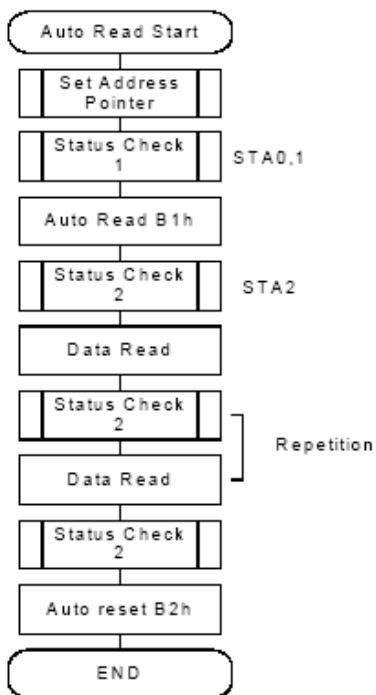 Auto Read Start
Set Address
Pointer
Status Check
1
STA0,1
Auto Read B1h
Status Check
2
STA2
Data Read
Status Check
2
Repetition
Data Read
Status Check
2
Auto reset B2h
END